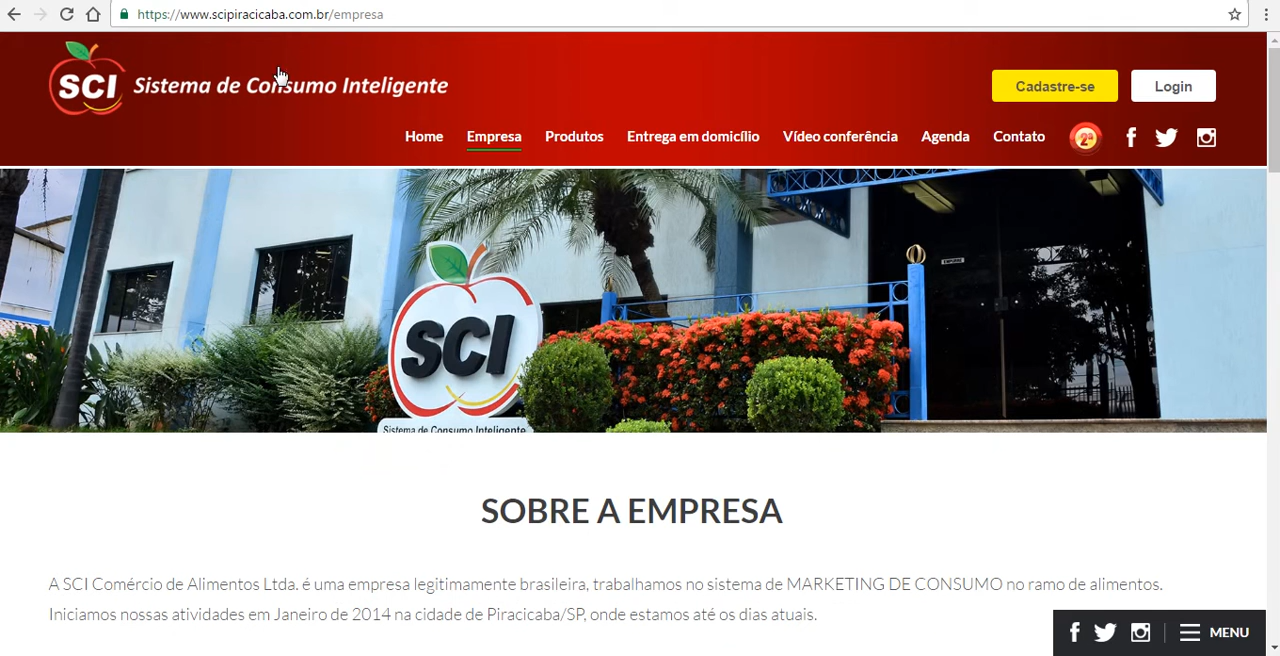 https://www.scipiracicaba.com.br/empresa
SCI Sistema de Consumo Inteligente
Cadastre-se
Login
Home Empresa Produtos Entrega em domicílio Vídeo conferência Agenda Contato 2ª
SCI
Sistema de Consumo Inteligente
SOBRE A EMPRESA
A SCI Comércio de Alimentos Ltda. é uma empresa legitimamente brasileira, trabalhamos no sistema de MARKETING DE CONSUMO no ramo de alimentos.
Iniciamos nossas atividades em Janeiro de 2014 na cidade de Piracicaba/SP, onde estamos até os dias atuais.
MENU